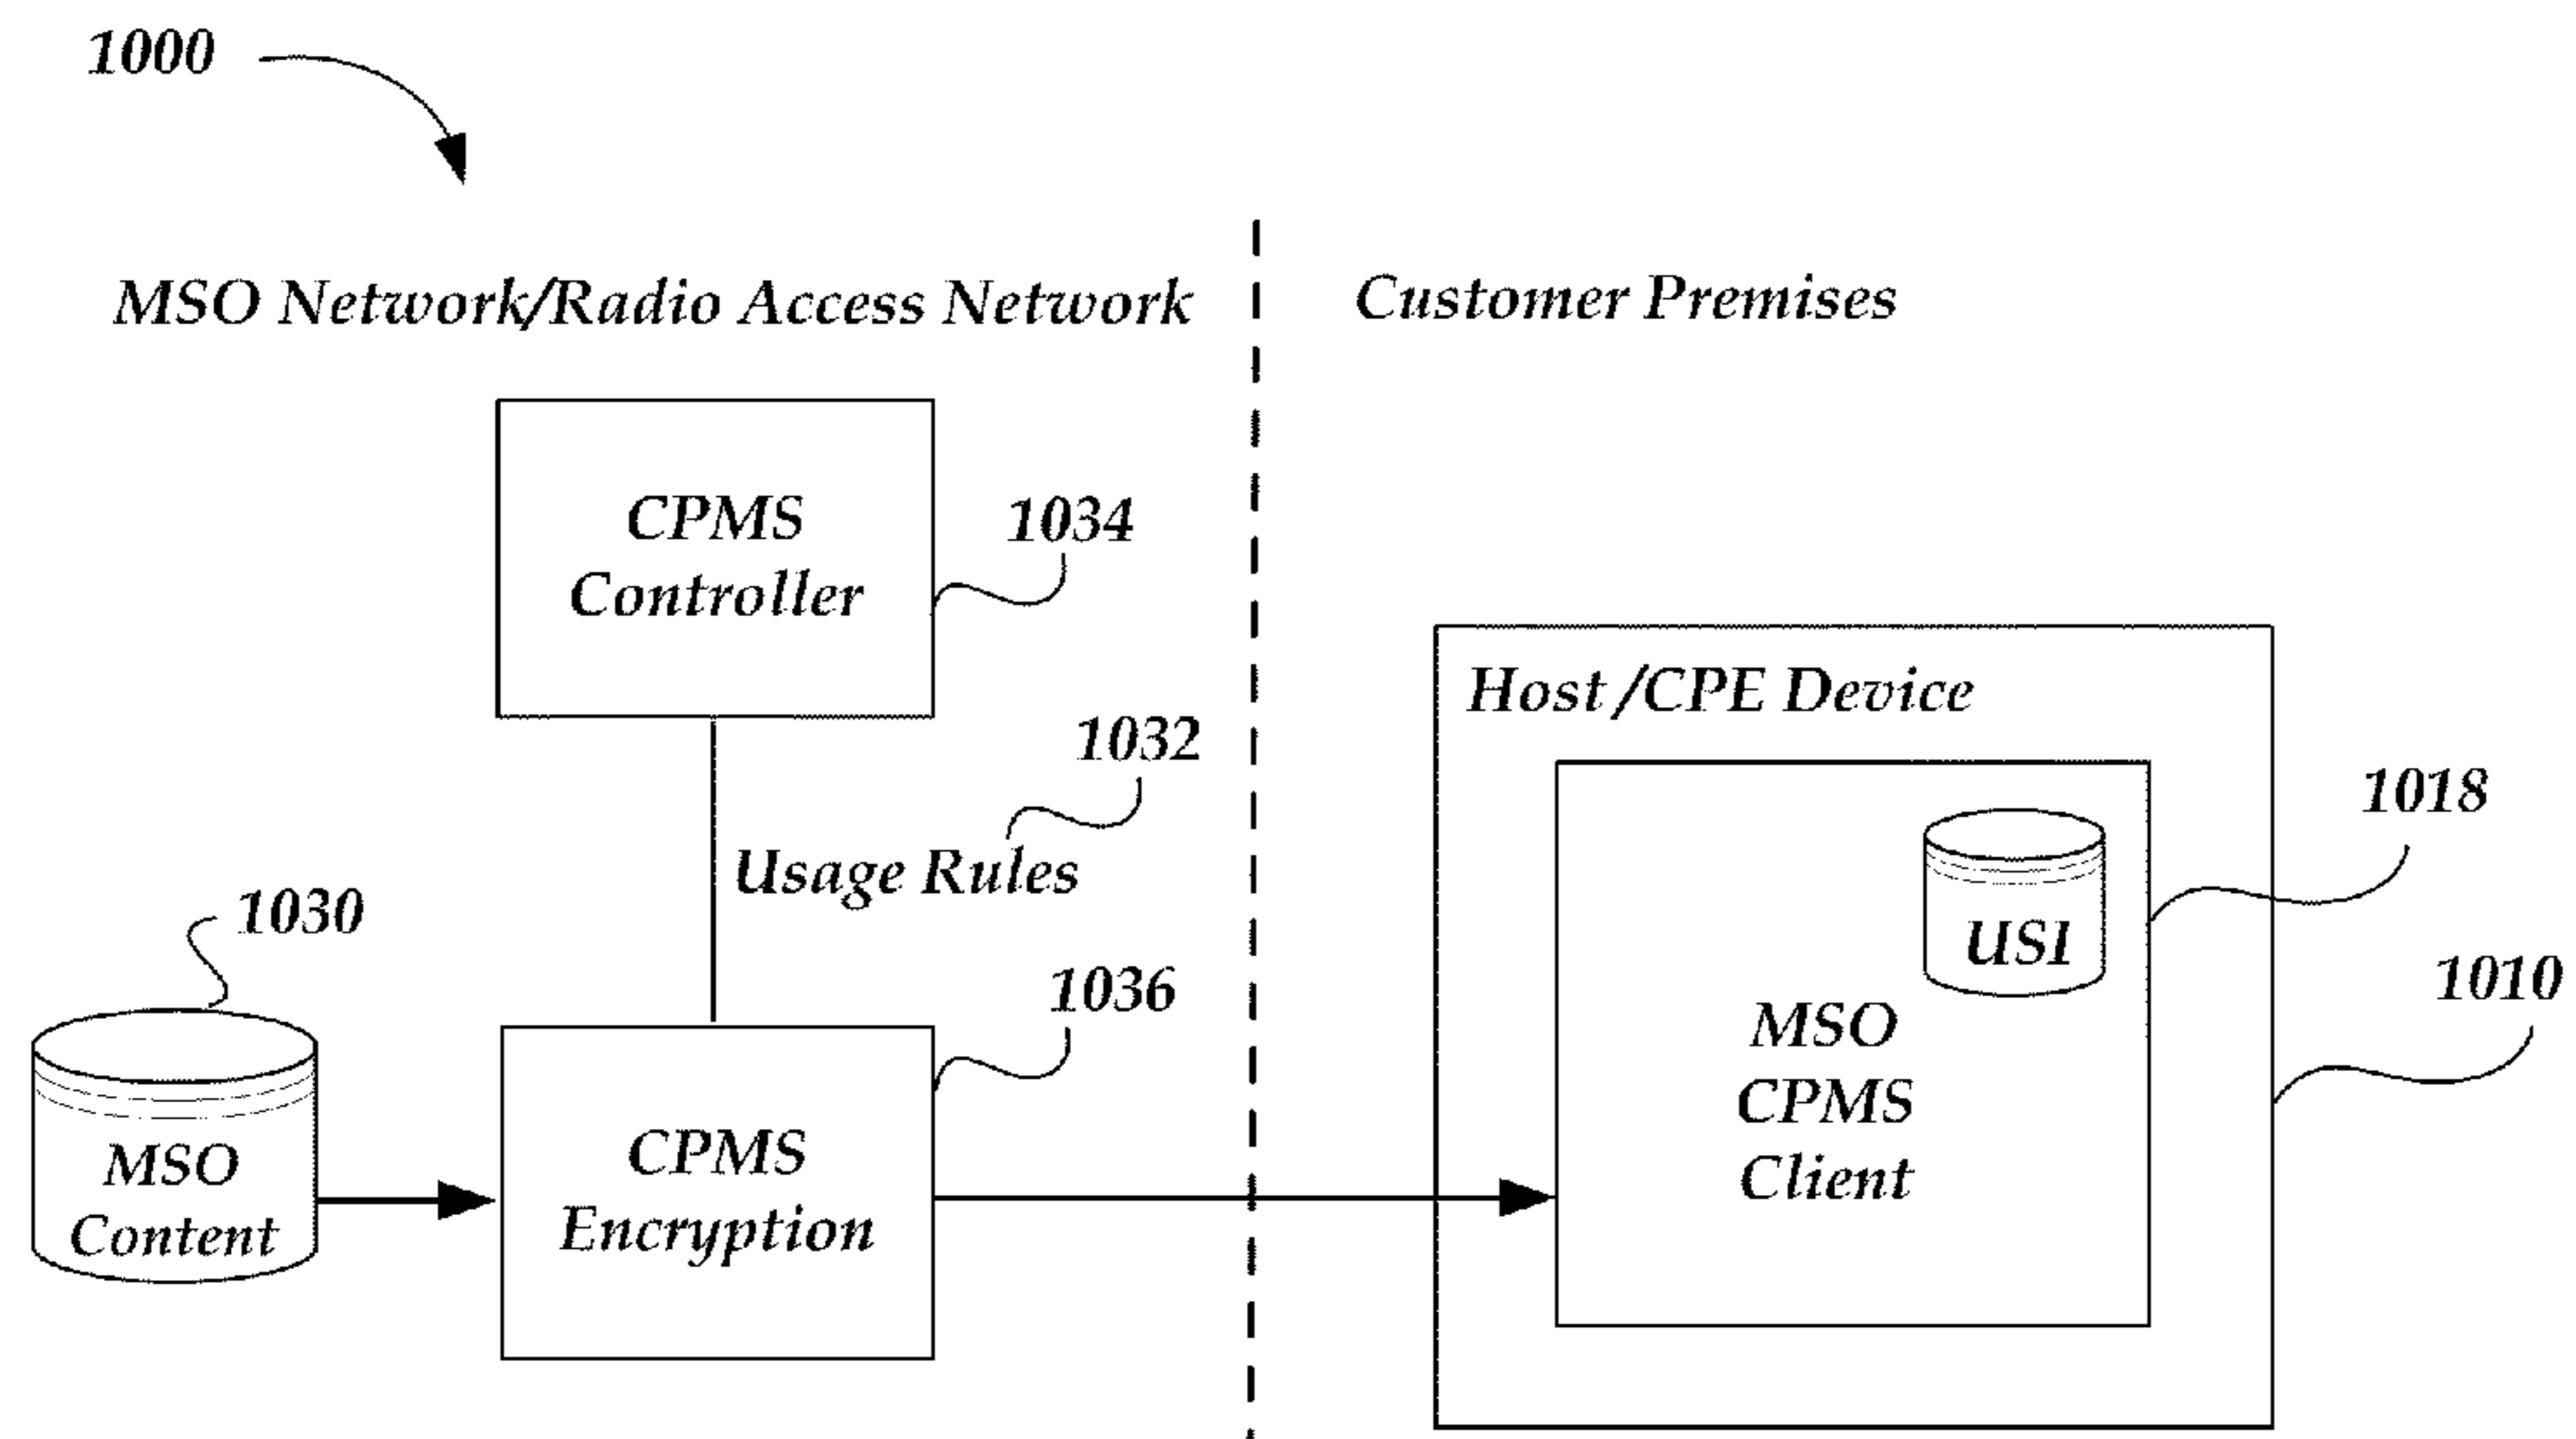 1000
MSO Network/Radio Access Network
Customer Premises
CPMS
Controller
1034
1032
Usage Rules
1030
MSO
Content
1036
CPMS
Encryption
Host /CPE Device
1018
USI
1010
MSO
CPMS
Client